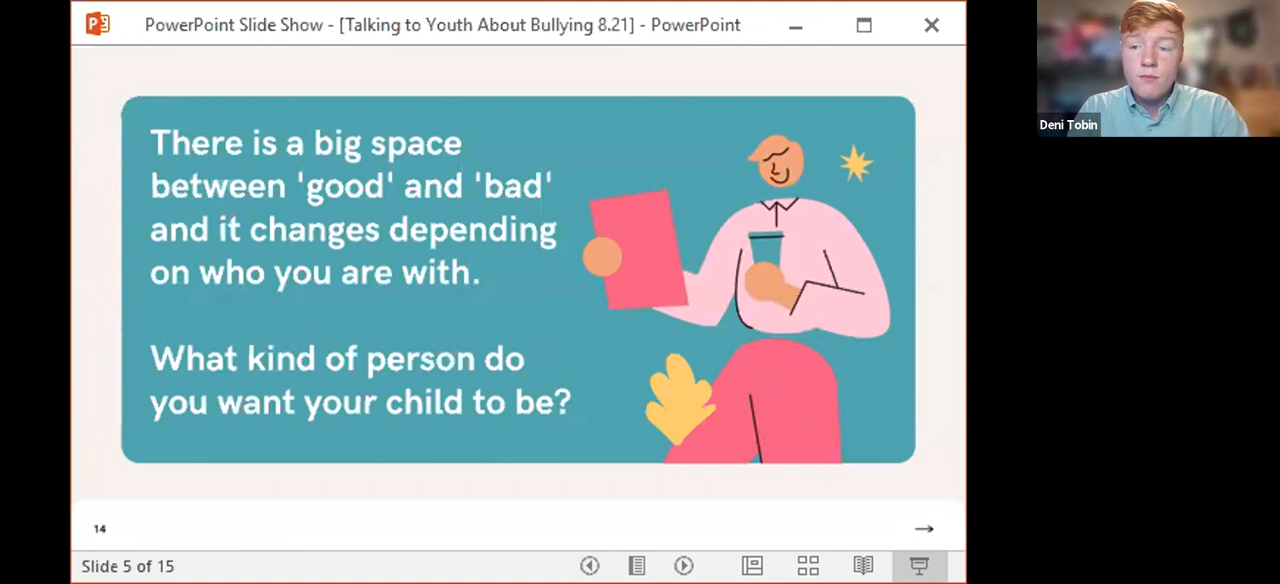 PowerPoint Slide Show - [Talking to Youth About Bullying 8.21] - PowerPoint
Deni Tobin
There is a big space
between 'good' and 'bad'
and it changes depending
on who you are with.
What kind of person do
you want your child to be?
14
Slide 5 of 15